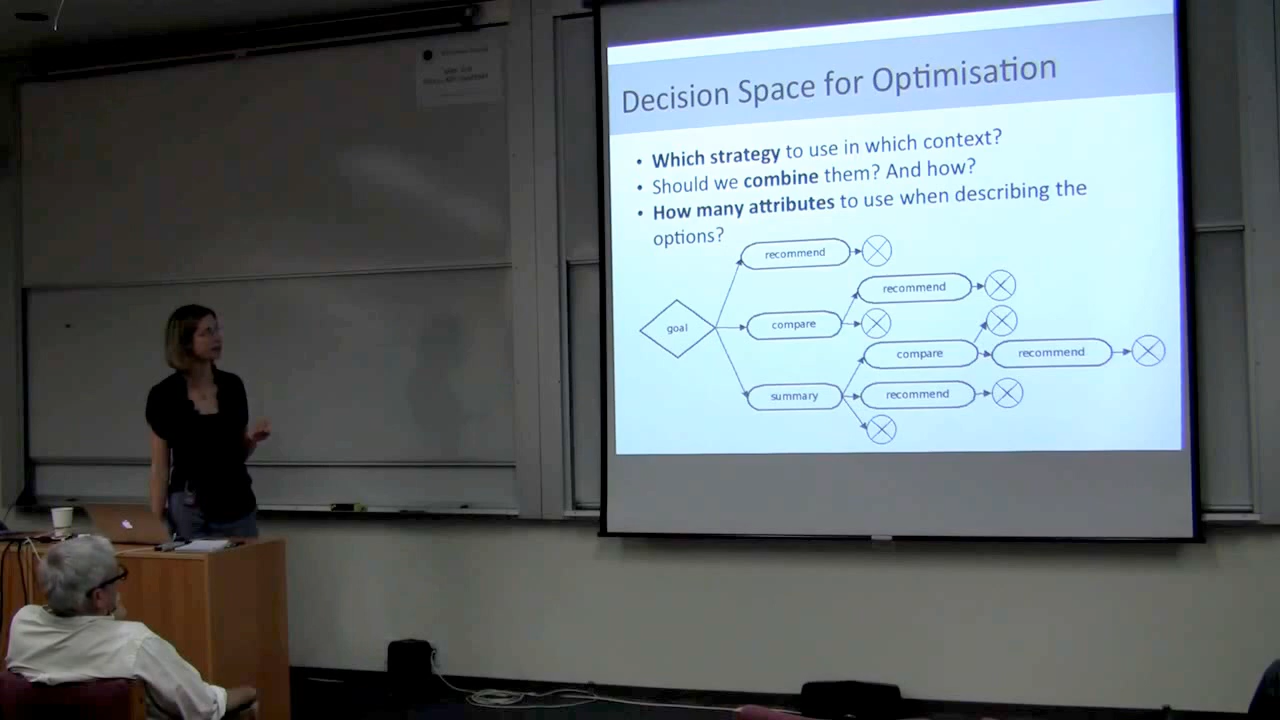 Decision Space for Optimisation
• Which strategy to use in which context?
• Should we combine them? And how?
• How many attributes to use when describing the
options?
recommend
recommend
goal
compare
compare
recommend
summary
recommend